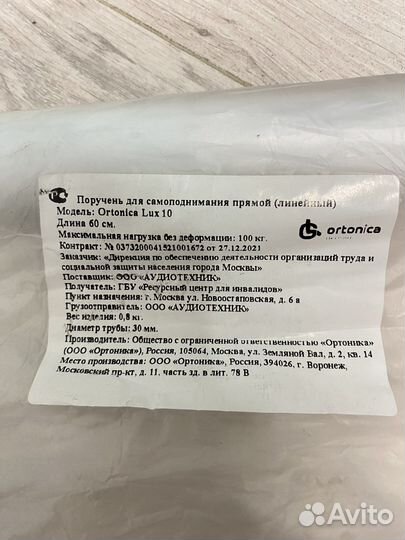 РС Поручень для самоподнимания прямой (линейный)
Модель: Ortonica Lux 10
Длина 60 см.
Максимальная нагрузка без деформации: 100 кг.
ortonica
Контракт: № 0373200041521001672 от 27.12.2021
Заказчик: «Дирекция по обеспечению деятельности организаций труда и
социальной защиты населения города Москвы»
Поставщик: ООО «АУДИОТЕХНИК»
Получатель: ГБУ «Ресурсный центр для инвалидов»
Пункт назначения: г. Москва ул. Новоостаповская, д. 6 а
Грузоотправитель: ООО «АУДИОТЕХНИК»
Вес изделия: 0,8 кг.
Диаметр трубы: 30 мм.
Производитель: Общество с ограниченной ответственностью «Ортоника»
(ООО «Ортоника»), Россия, 105064, Москва, ул. Земляной Вал, д. 2, кв. 14
Место производства: ООО «Ортоника», Россия, 394026, г. Воронеж,
Московский пр-кт, д. 11, часть зд. в лит. 78 В
Avito